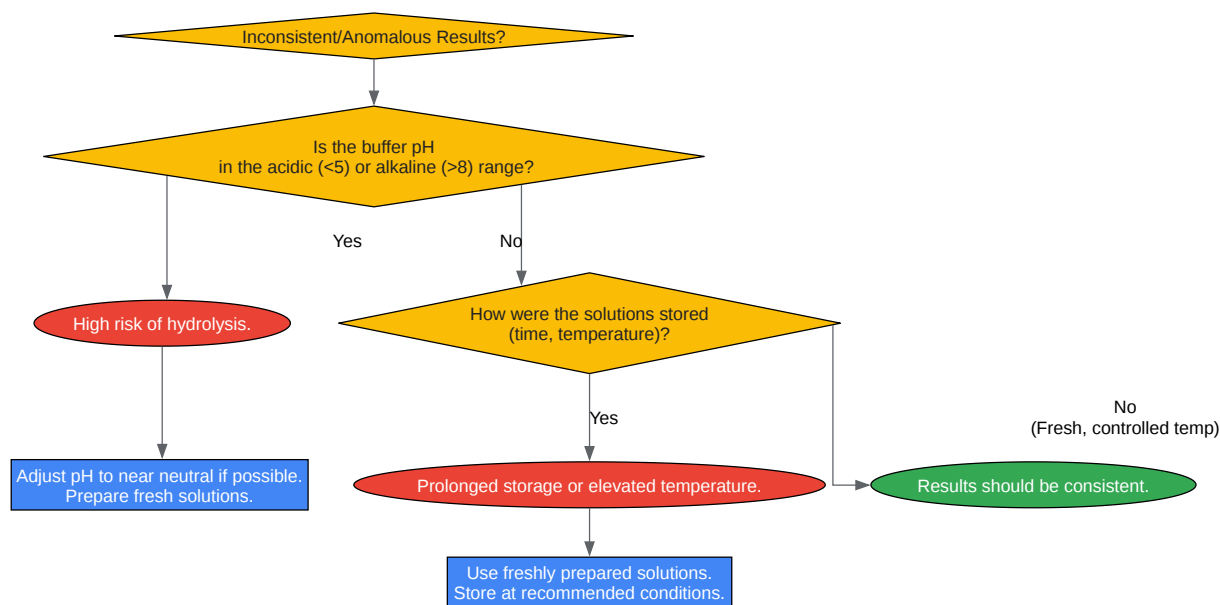 Inconsistent/Anomalous Results?
Is the buffer pH
in the acidic (<5) or alkaline (>8) range?
Yes
No
High risk of hydrolysis.
How were the solutions stored
(time, temperature)?
Yes
No
(Fresh, controlled temp)
Adjust pH to near neutral if possible.
Prepare fresh solutions.
Prolonged storage or elevated temperature.
Results should be consistent.
Use freshly prepared solutions.
Store at recommended conditions.